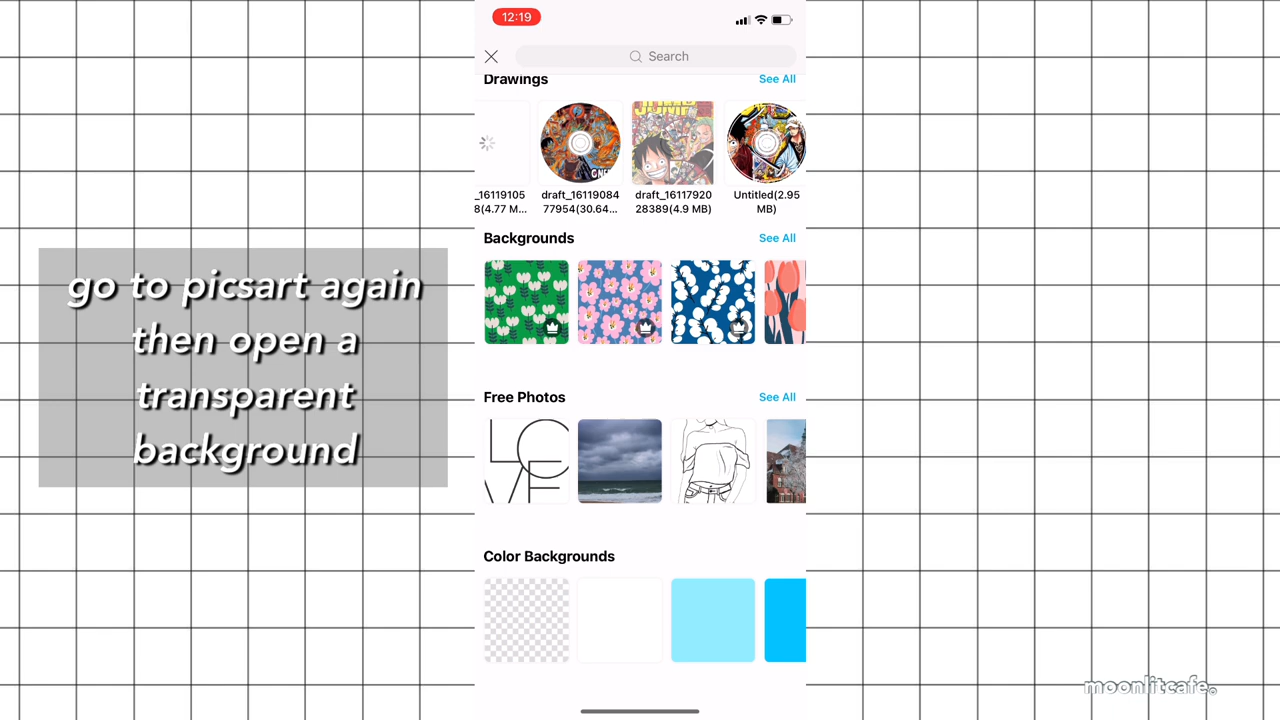 12:19
Search
Drawings
See All
_16119105
8(4.77 M...
draft_16119084
77954(30.64...
draft_16117920
28389(4.9 MB)
Untitled(2.95
MB)
Backgrounds
See All
go to picsart again
then open a
transparent
background
Free Photos
See All
LOVE
Color Backgrounds
moonlitcafe.